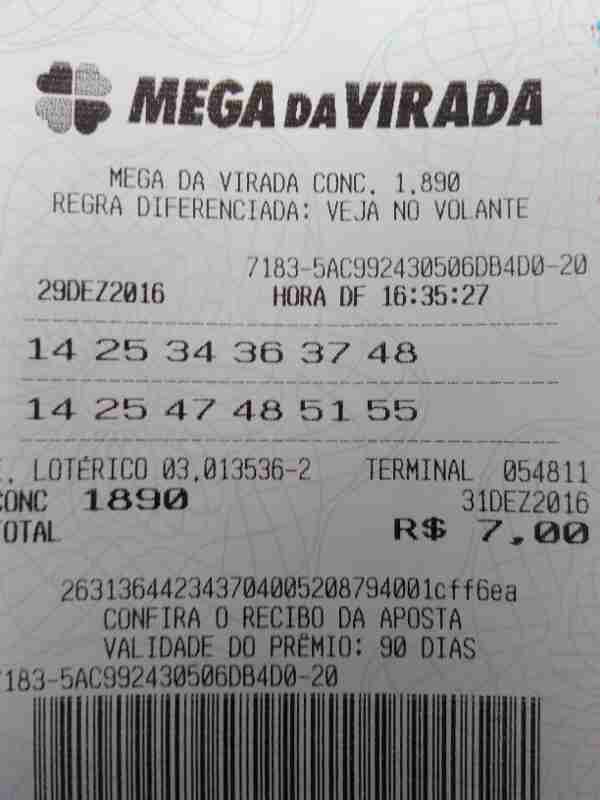 MEGA DA VIRADA
MEGA DA VIRADA CONC. 1.890
REGRA DIFERENCIADA: VEJA NO VOLANTE
7183-5AC992430506DB4D0-20
29DEZ2016 HORA DF 16:35:27
14 25 34 36 37 48
14 25 47 48 51 55
. LOTÉRICO 03.013536-2 TERMINAL 054811
CONC 1890 31DEZ2016
OTAL R$ 7,00
263136442343704005208794001cff6ea
CONFIRA O RECIBO DA APOSTA
VALIDADE DO PRÊMIO: 90 DIAS
7183-5AC992430506DB4D0-20